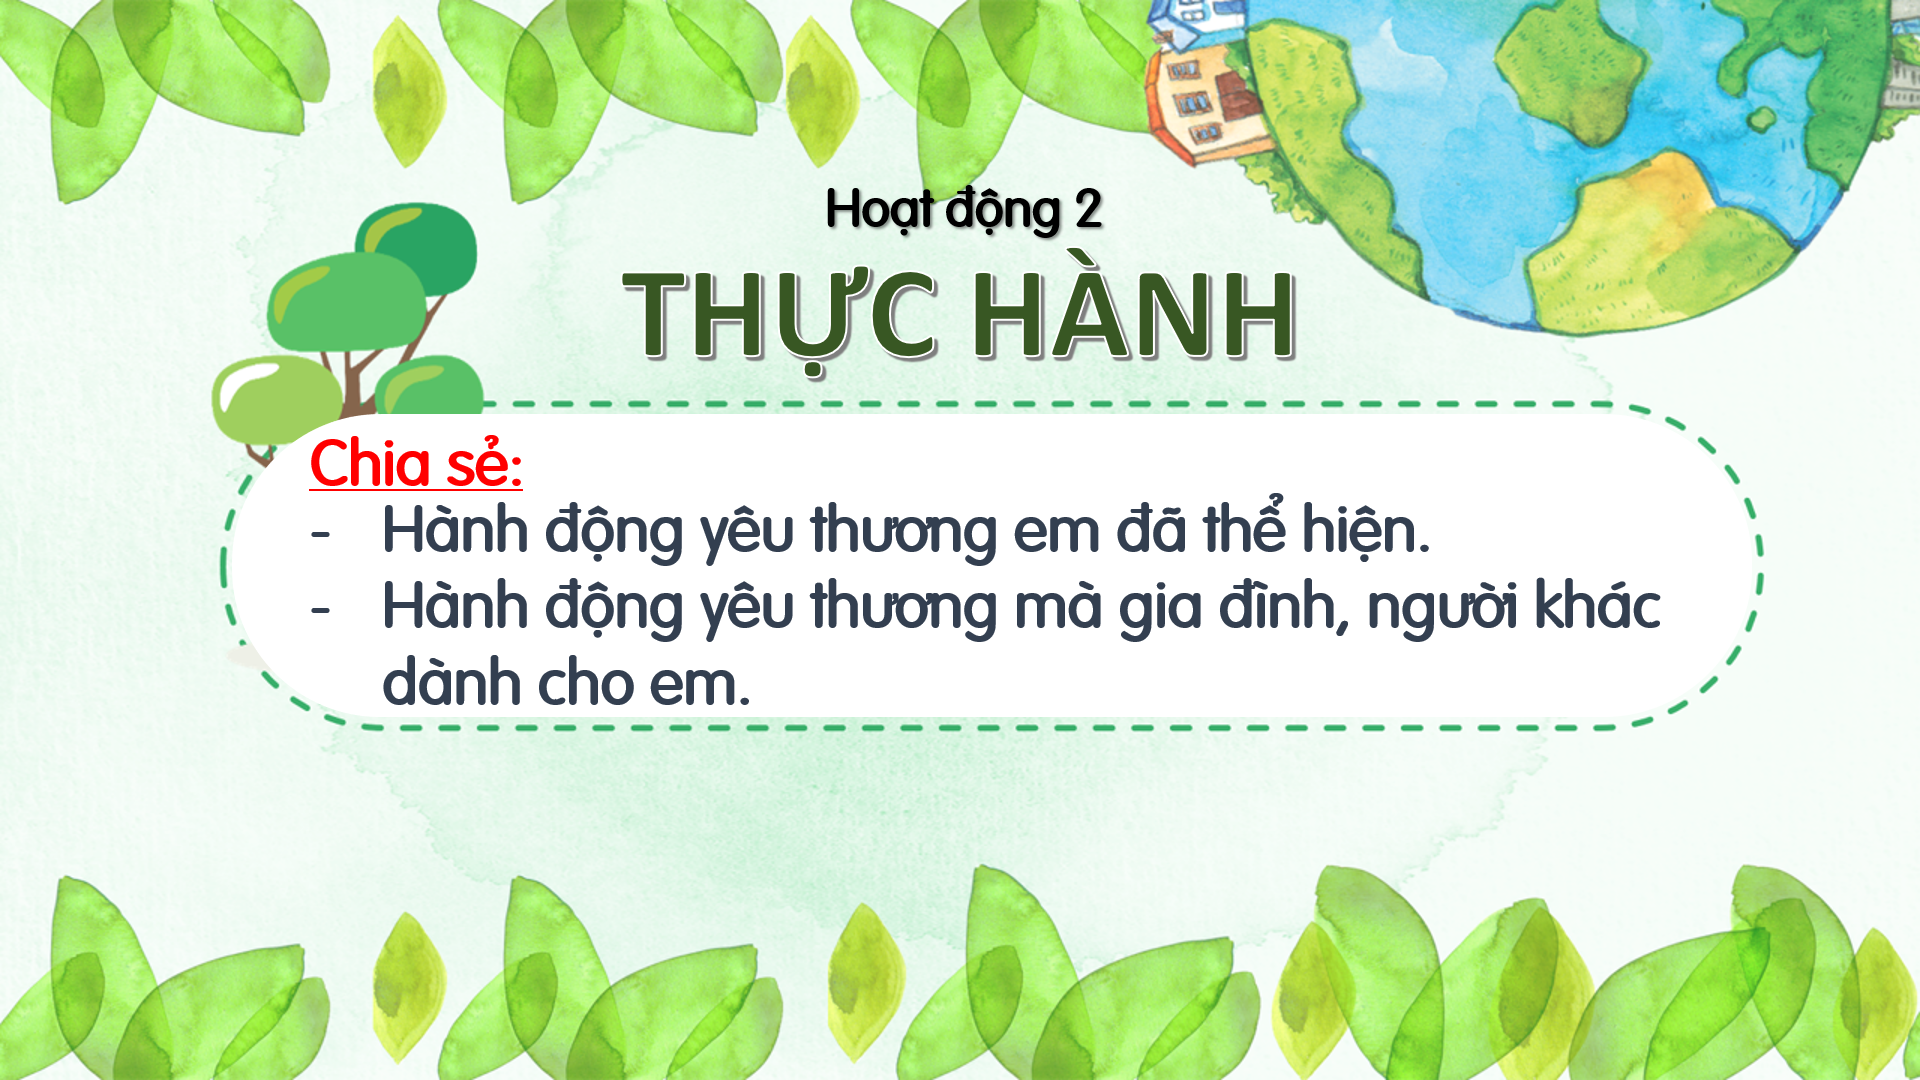 Hoạt động 2
THỰC HÀNH
Chia sẻ:
- Hành động yêu thương em đã thể hiện.
- Hành động yêu thương mà gia đình, người khác
dành cho em.